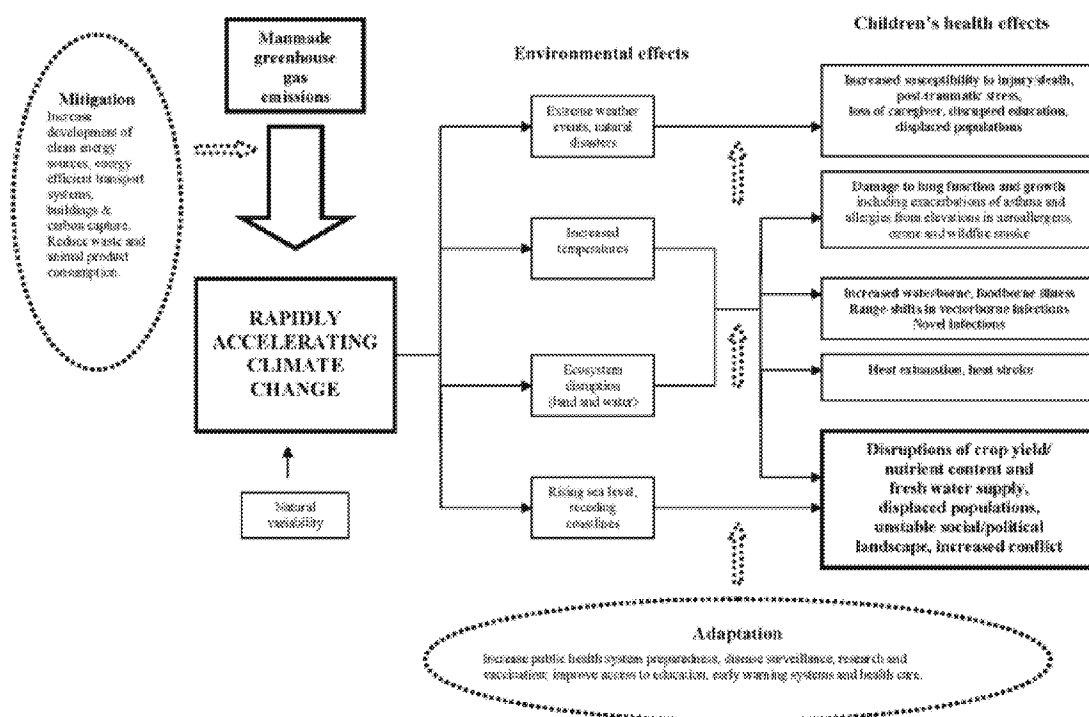 Manmade
greenhouse
gas
emissions
Mitigation
Increase
development of
clean energy
sources, energy
efficient transport
systems,
buildings &
carbon capture.
Reduce waste and
animal product
consumption.
RAPIDLY
ACCELERATING
CLIMATE
CHANGE
Natural
variability
Environmental effects
Extreme weather
events, natural
disasters
Increased
temperatures
Ecosystem
disruption
(land and water)
Rising sea level,
receding
coastlines
Children's health effects
Increased susceptibility to injury/death,
post-traumatic stress,
loss of caregiver, disrupted education,
displaced populations
Damage to lung function and growth
including exacerbations of asthma and
allergies from elevations in aeroallergens,
ozone and wildfire smoke
Increased waterborne, foodborne illness
Range shifts in vectorborne infections
Novel infections
Heat exhaustion, heat stroke
Disruptions of crop yield/
nutrient content and
fresh water supply,
displaced populations,
unstable social/political
landscape, increased conflict
Adaptation
Increase public health system preparedness, disease surveillance, research and
vaccination; improve access to education, early warning systems and health care.